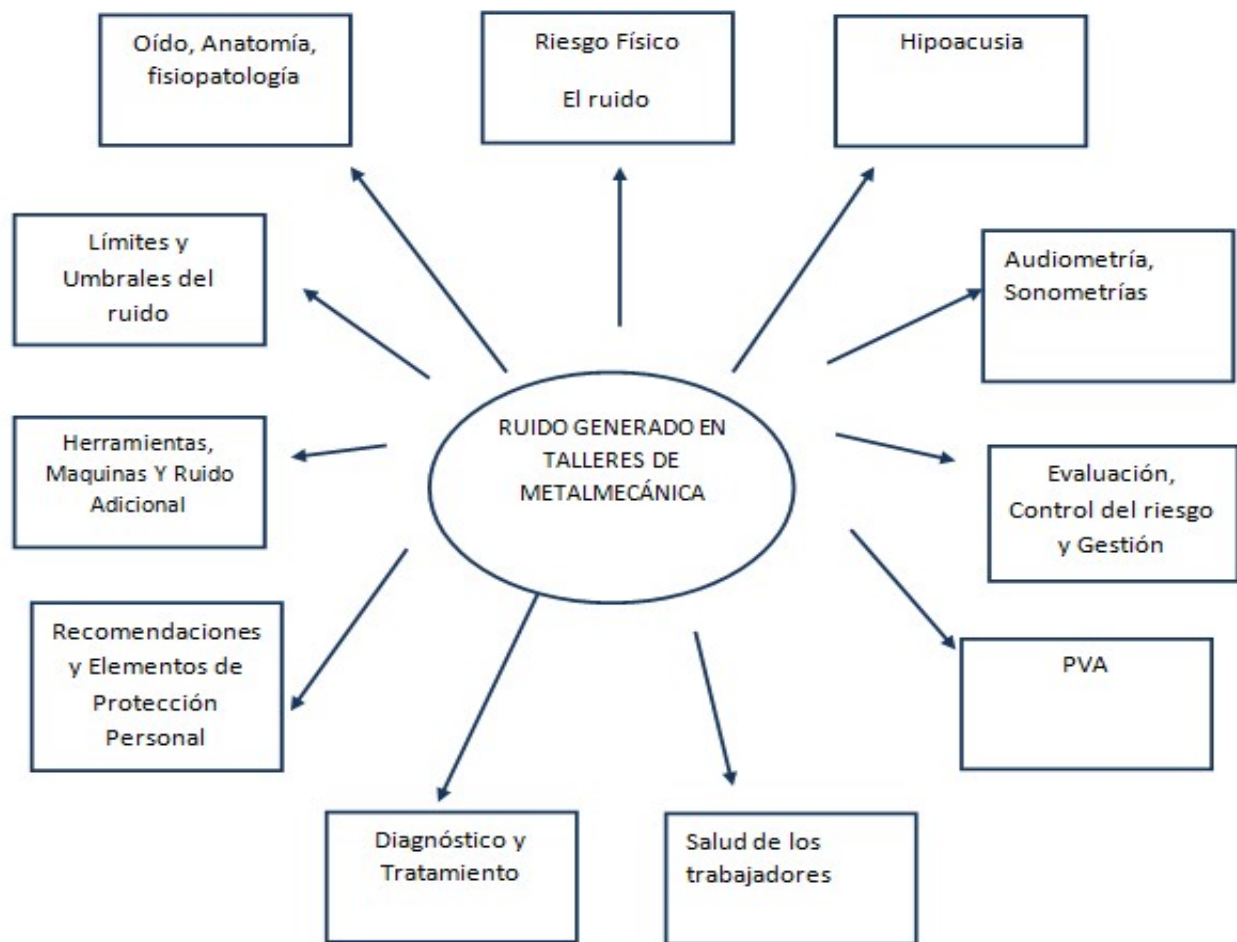 Oído, Anatomía,
fisiopatología
Riesgo Físico
El ruido
Hipoacusia
Límites y
Umbrales del
ruido
Audiometría,
Sonometrías
RUIDO GENERADO EN
TALLERES DE
METALMECÁNICA
Herramientas,
Maquinas Y Ruido
Adicional
Evaluación,
Control del riesgo
y Gestión
Recomendaciones
y Elementos de
Protección
Personal
PVA
Diagnóstico y
Tratamiento
Salud de los
trabajadores